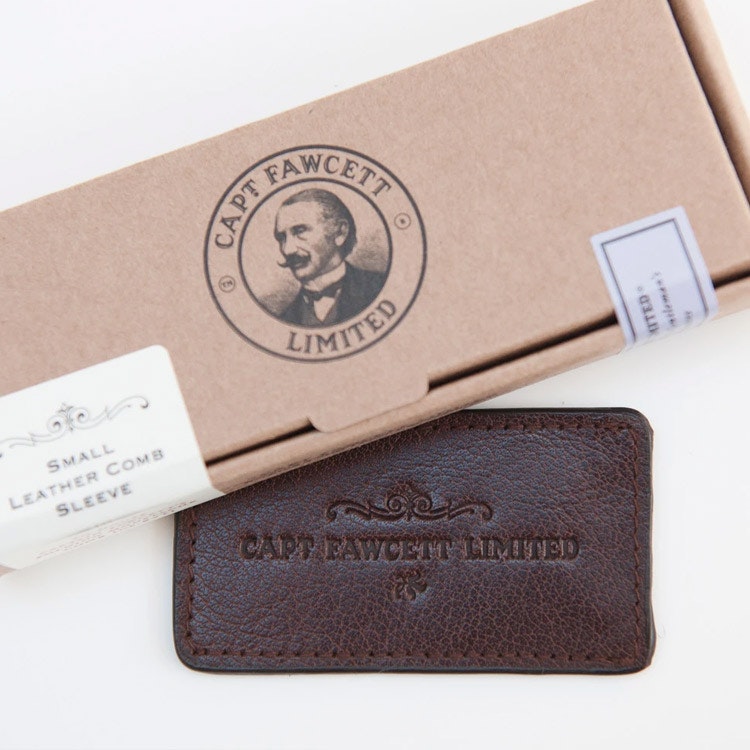 CAPT FAWCETT
LIMITED
SMALL
LEATHER COMB
SLEEVE
CAPT FAWCETT LIMITED